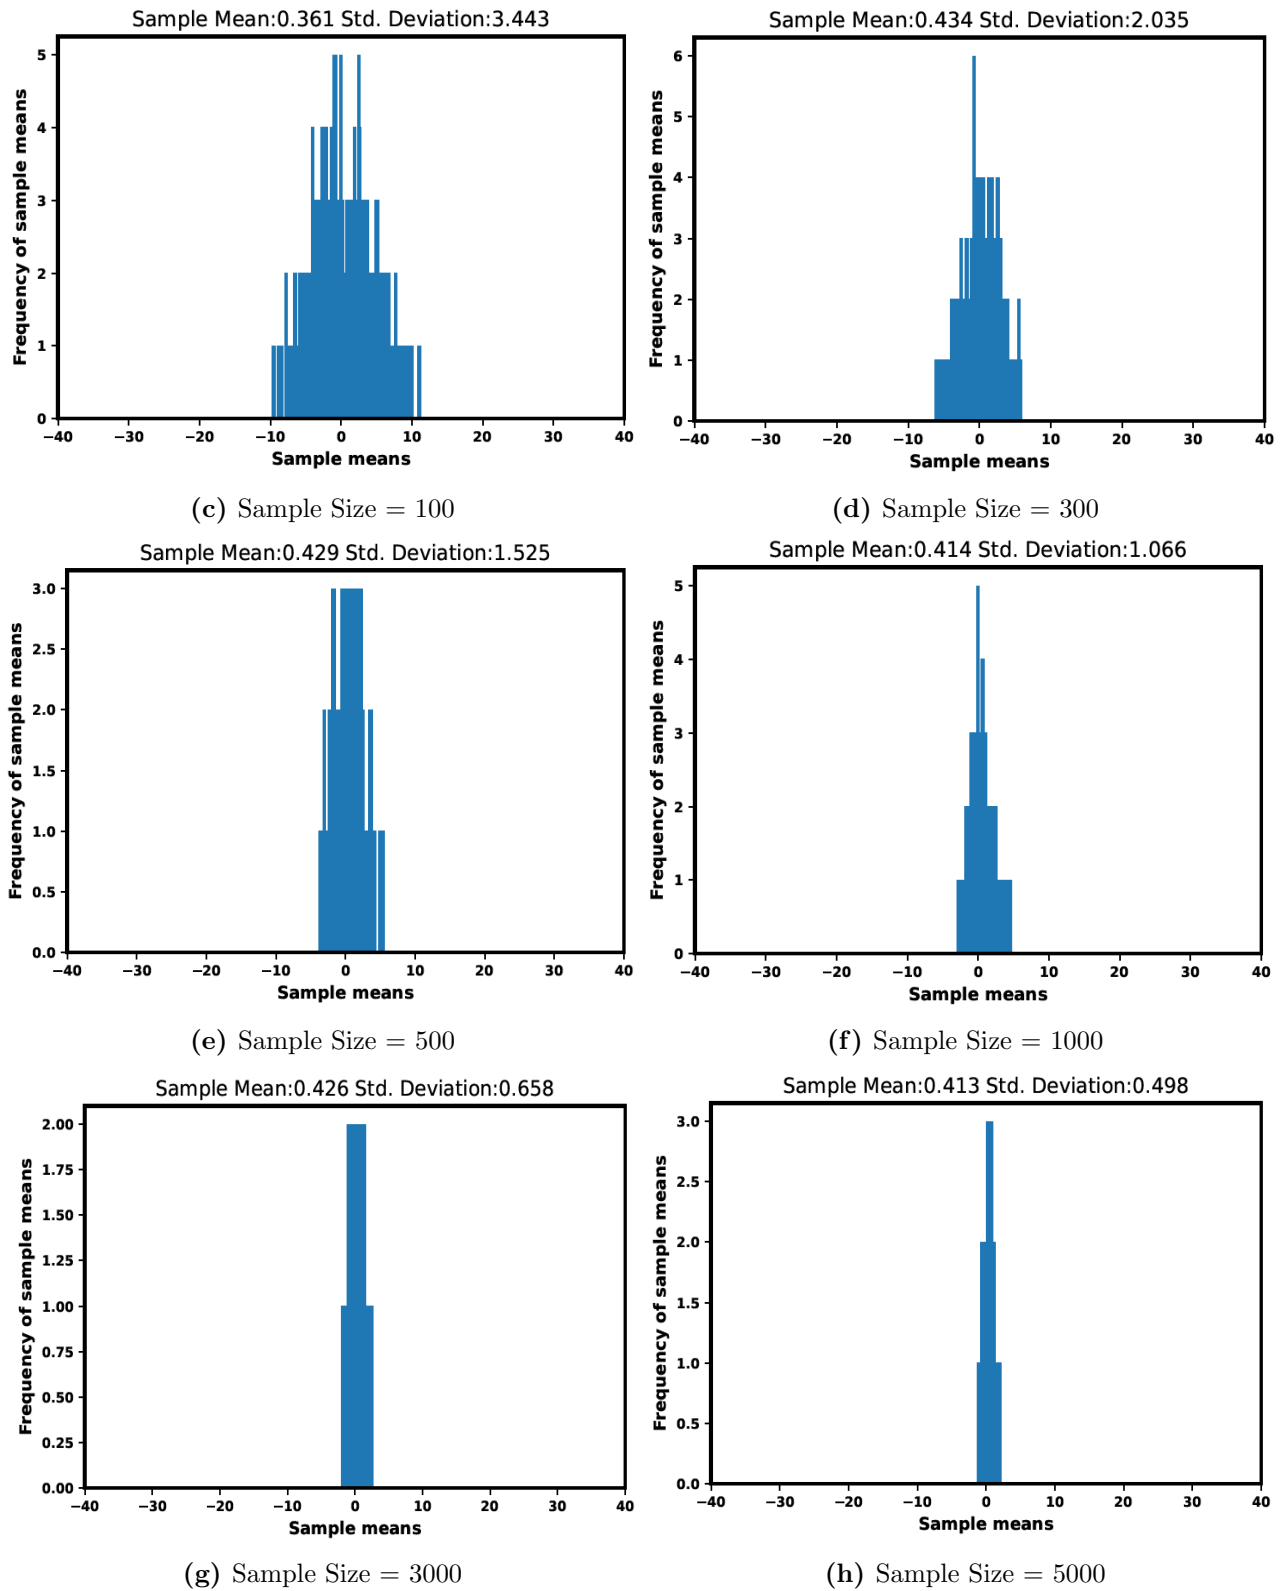 Sample Mean:0.361 Std. Deviation:3.443
5
4
3
2
1
0
Frequency of sample means
−40 −30 −20 −10 0 10 20 30 40
Sample means
(c) Sample Size = 100
Sample Mean:0.434 Std. Deviation:2.035
6
5
4
3
2
1
0
Frequency of sample means
−40 −30 −20 −10 0 10 20 30 40
Sample means
(d) Sample Size = 300
Sample Mean:0.429 Std. Deviation:1.525
3.0
2.5
2.0
1.5
1.0
0.5
0.0
Frequency of sample means
−40 −30 −20 −10 0 10 20 30 40
Sample means
(e) Sample Size = 500
Sample Mean:0.414 Std. Deviation:1.066
5
4
3
2
1
0
Frequency of sample means
−40 −30 −20 −10 0 10 20 30 40
Sample means
(f) Sample Size = 1000
Sample Mean:0.426 Std. Deviation:0.658
2.00
1.75
1.50
1.25
1.00
0.75
0.50
0.25
0.00
Frequency of sample means
−40 −30 −20 −10 0 10 20 30 40
Sample means
(g) Sample Size = 3000
Sample Mean:0.413 Std. Deviation:0.498
3.0
2.5
2.0
1.5
1.0
0.5
0.0
Frequency of sample means
−40 −30 −20 −10 0 10 20 30 40
Sample means
(h) Sample Size = 5000